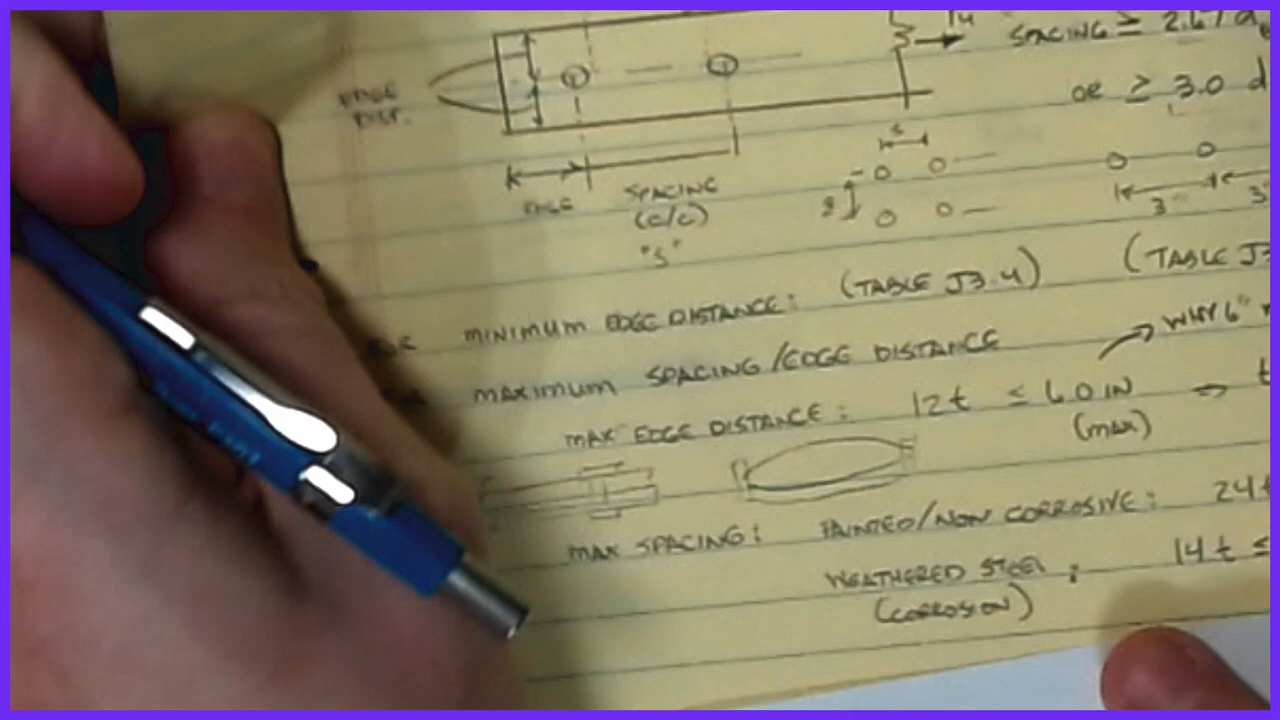 SPACING ≥ 2.67 d
EDGE
DIST.
or ≥ 3.0 d
s
s
3"
3"
EDGE
SPACING
(c/c)
"S"
MINIMUM EDGE DISTANCE: (TABLE J3.4) (TABLE J3
MAXIMUM SPACING/EDGE DISTANCE
WHY 6"
MAX EDGE DISTANCE: 12t ≤ 6.0 IN ⇒ t
(MAX)
MAX SPACING: PAINTED/NON CORROSIVE: 24t
WEATHERED STEEL: 14t ≤
(CORROSION)